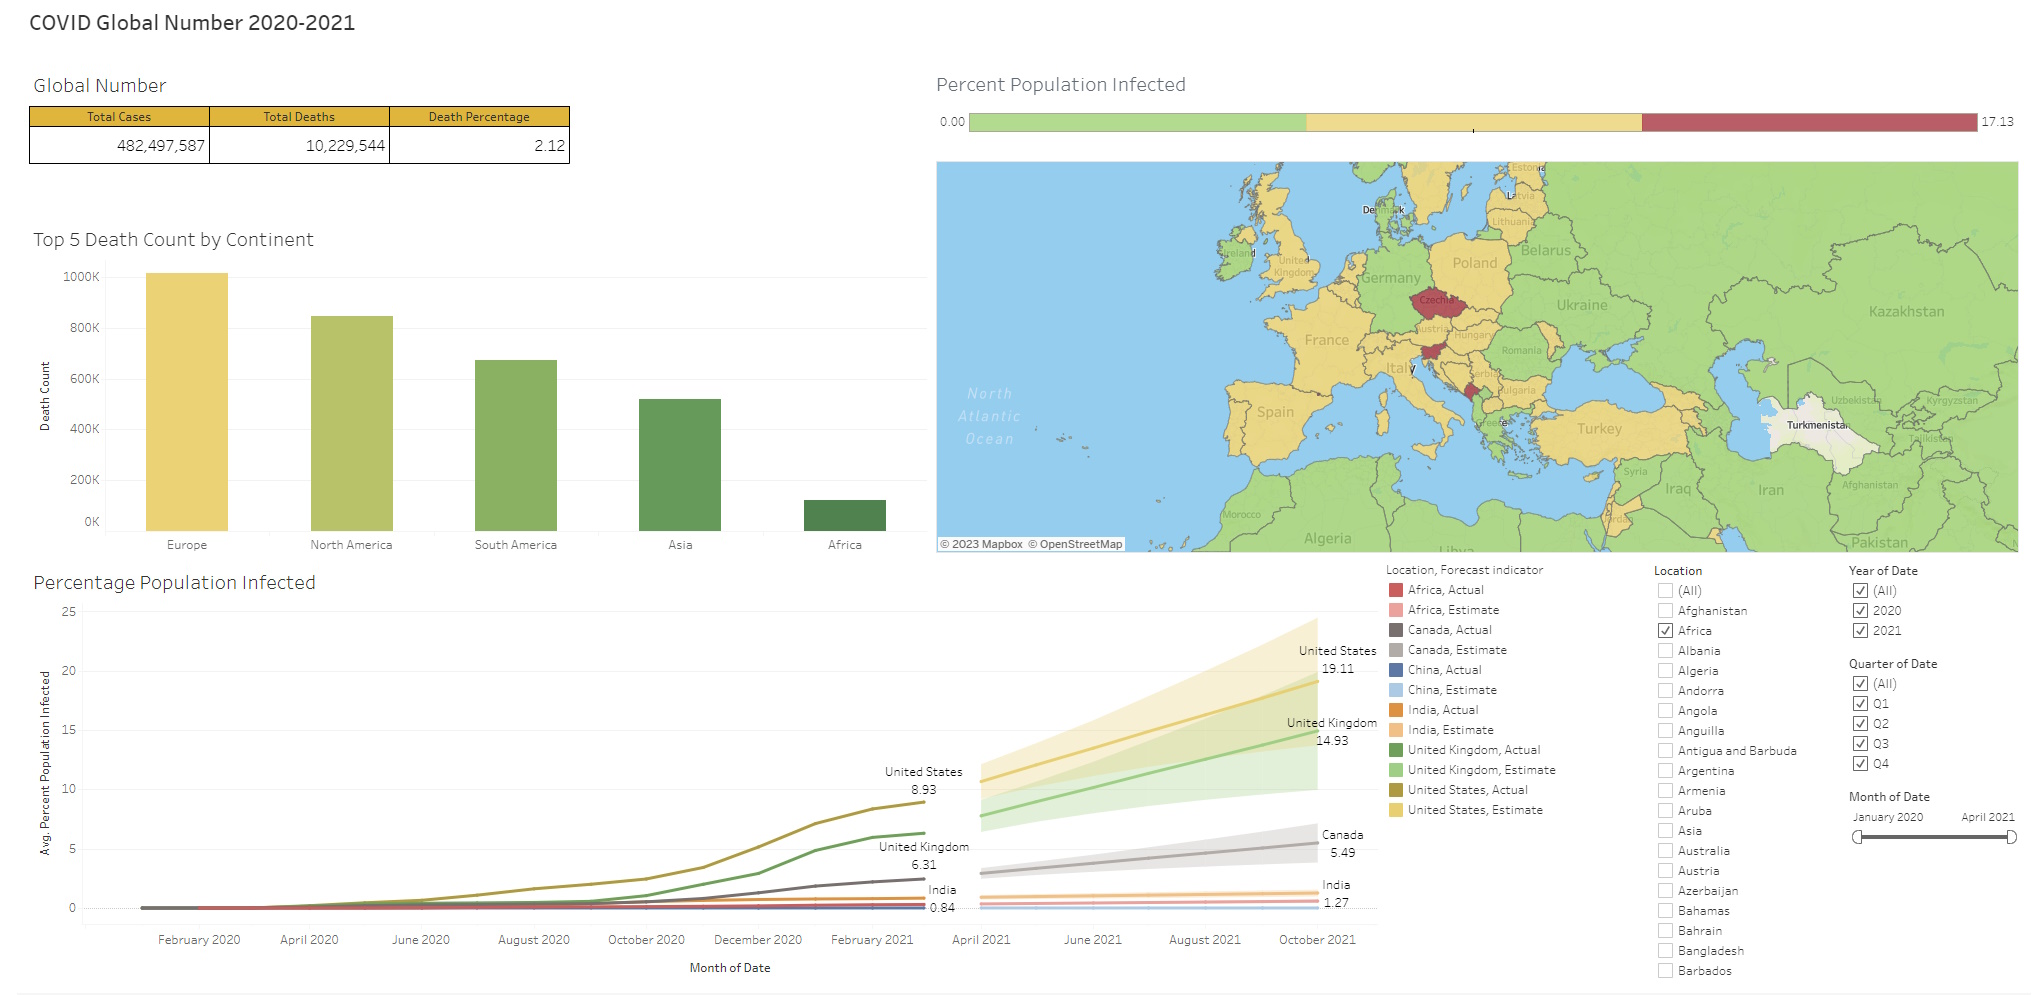 COVID Global Number 2020-2021
Global Number
Total Cases Total Deaths Death Percentage
482,497,587 10,229,544 2.12
Top 5 Death Count by Continent
1000K
800K
600K
400K
200K
0K
Death Count
Europe North America South America Asia Africa
Percent Population Infected
0.00 17.13
Estonia
Latvia
Lithuania
Denmark
Ireland
United
Kingdom
Belarus
Poland
Germany
Czechia
Ukraine
Kazakhstan
France
Austria
Hungary
Romania
Italy
Serbia
Bulgaria
North
Atlantic
Ocean
Spain
Greece
Turkey
Uzbekistan
Kyrgyzstan
Turkmenistan
Tajikistan
Syria
Iraq
Iran
Afghanistan
Morocco
Jordan
Algeria
Libya
Pakistan
© 2023 Mapbox © OpenStreetMap
Percentage Population Infected
25
20
15
10
5
0
Avg. Percent Population Infected
United States
8.93
United Kingdom
6.31
India
0.84
United States
19.11
United Kingdom
14.93
Canada
5.49
India
1.27
February 2020 April 2020 June 2020 August 2020 October 2020 December 2020 February 2021 April 2021 June 2021 August 2021 October 2021
Month of Date
Location, Forecast indicator
Africa, Actual
Africa, Estimate
Canada, Actual
Canada, Estimate
China, Actual
China, Estimate
India, Actual
India, Estimate
United Kingdom, Actual
United Kingdom, Estimate
United States, Actual
United States, Estimate
Location
(All)
Afghanistan
Africa
Albania
Algeria
Andorra
Angola
Anguilla
Antigua and Barbuda
Argentina
Armenia
Aruba
Asia
Australia
Austria
Azerbaijan
Bahamas
Bahrain
Bangladesh
Barbados
Year of Date
(All)
2020
2021
Quarter of Date
(All)
Q1
Q2
Q3
Q4
Month of Date
January 2020 April 2021